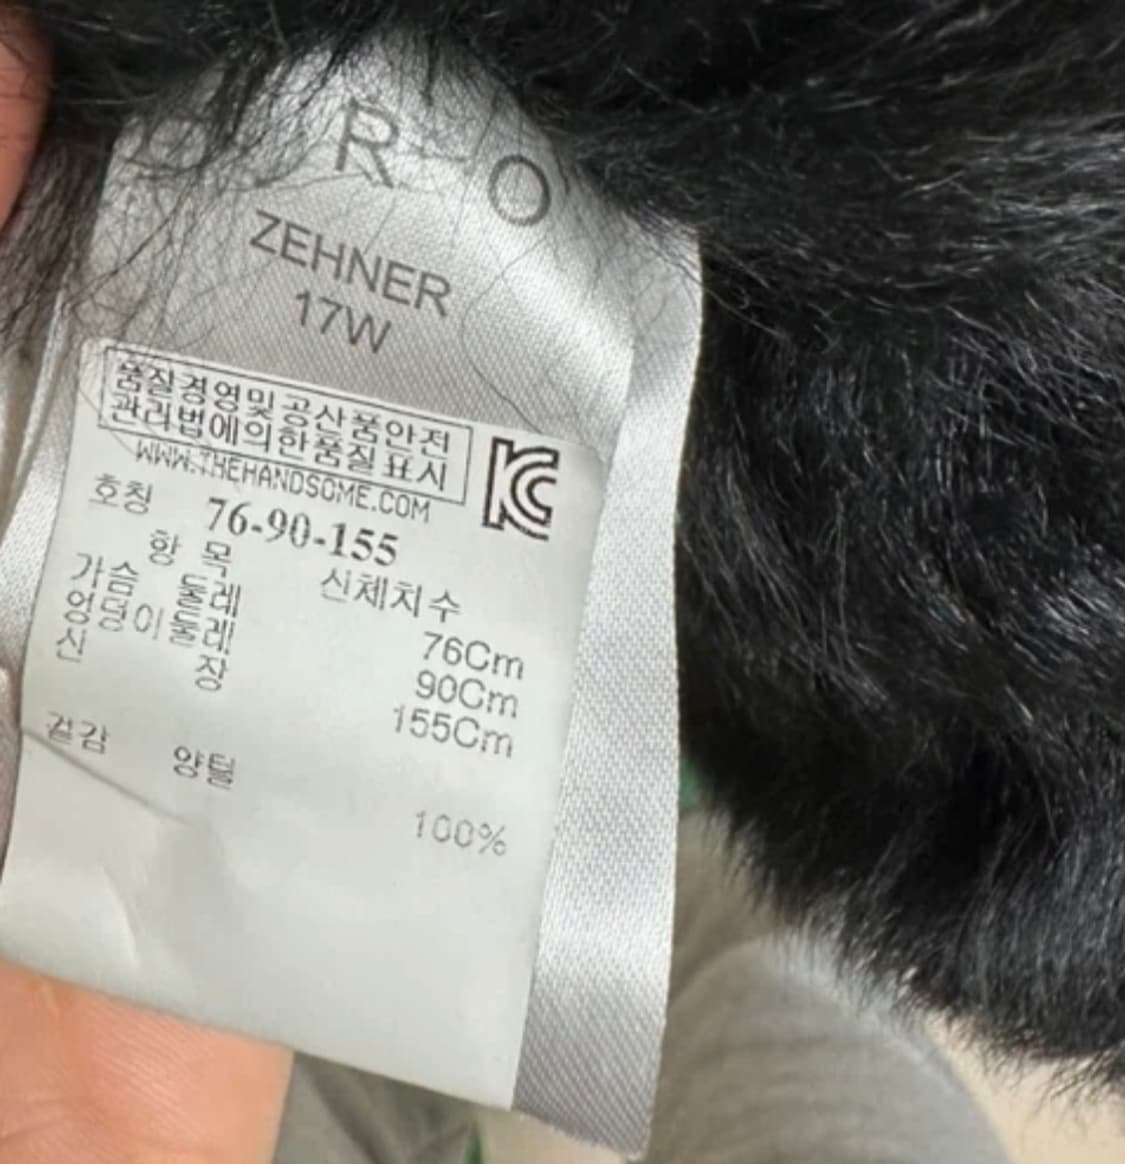 R O
ZEHNER
17W
품질경영및공산품안전
관리법에의한품질표시
WWW.THEHANDSOME.COM
호칭 76-90-155
항 목 신체치수
가슴 둘레 76Cm
엉덩이둘레 90Cm
신 장 155Cm
겉감 양털 100%